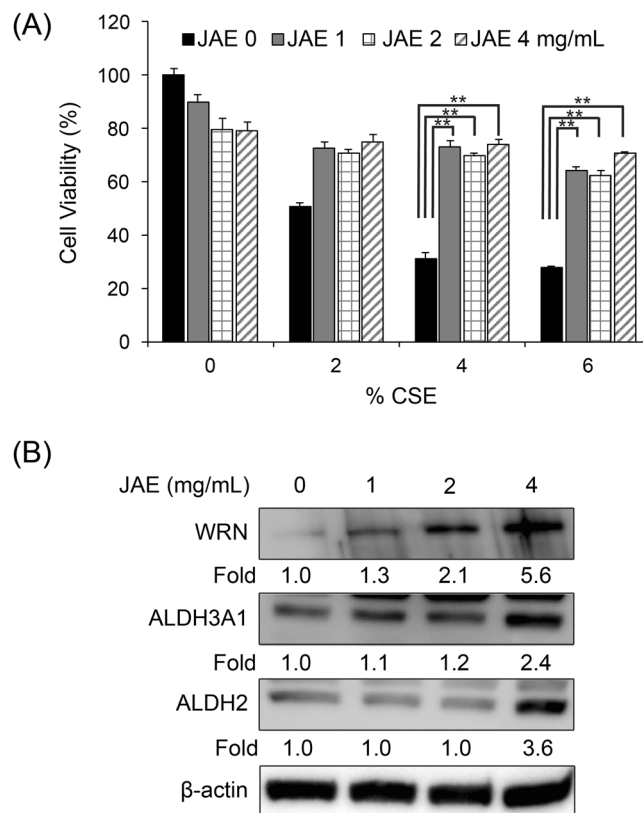 (A)
120
100
80
60
40
20
0
Cell Viability (%)
JAE 0 JAE 1 JAE 2 JAE 4 mg/mL
** **
** **
** **
0 2 4 6
% CSE
(B)
JAE (mg/mL) 0 1 2 4
WRN
Fold 1.0 1.3 2.1 5.6
ALDH3A1
Fold 1.0 1.1 1.2 2.4
ALDH2
Fold 1.0 1.0 1.0 3.6
β-actin